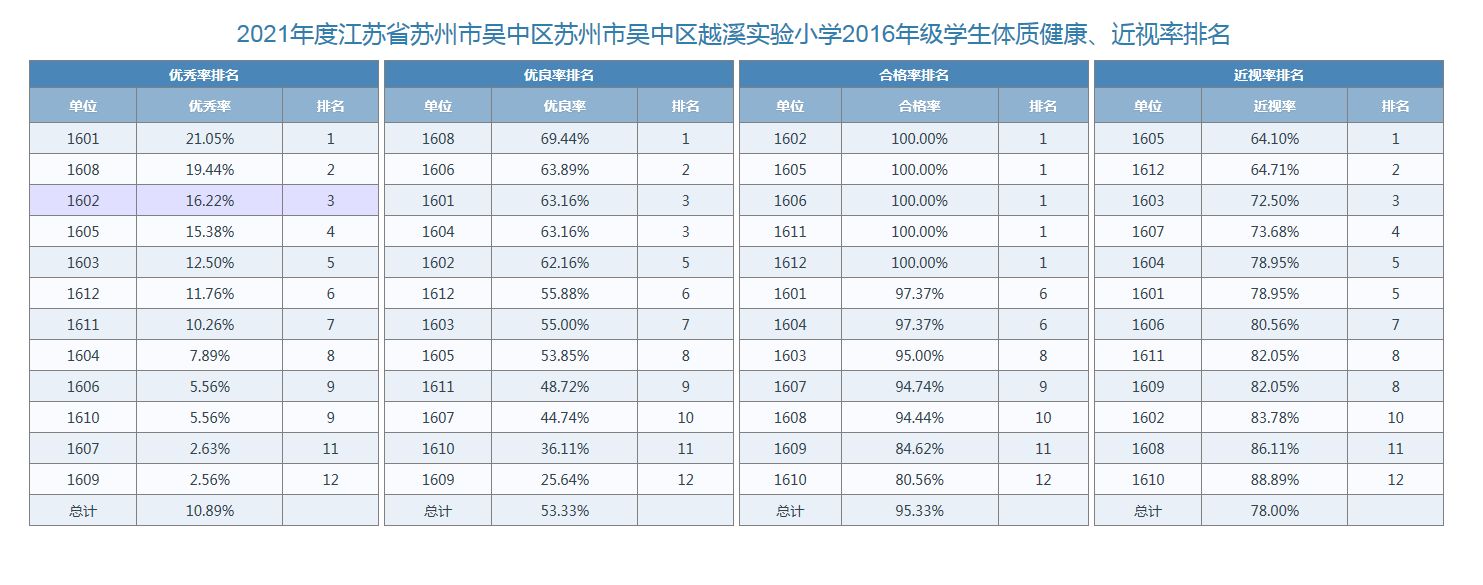 2021年度江苏省苏州市吴中区苏州市吴中区越溪实验小学2016年级学生体质健康、近视率排名
优秀率排名 优良率排名 合格率排名 近视率排名
单位 优秀率 排名 单位 优良率 排名 单位 合格率 排名 单位 近视率 排名
1601 21.05% 1 1608 69.44% 1 1602 100.00% 1 1605 64.10% 1
1608 19.44% 2 1606 63.89% 2 1605 100.00% 1 1612 64.71% 2
1602 16.22% 3 1601 63.16% 3 1606 100.00% 1 1603 72.50% 3
1605 15.38% 4 1604 63.16% 3 1611 100.00% 1 1607 73.68% 4
1603 12.50% 5 1602 62.16% 5 1612 100.00% 1 1604 78.95% 5
1612 11.76% 6 1612 55.88% 6 1601 97.37% 6 1601 78.95% 5
1611 10.26% 7 1603 55.00% 7 1604 97.37% 6 1606 80.56% 7
1604 7.89% 8 1605 53.85% 8 1603 95.00% 8 1611 82.05% 8
1606 5.56% 9 1611 48.72% 9 1607 94.74% 9 1609 82.05% 8
1610 5.56% 9 1607 44.74% 10 1608 94.44% 10 1602 83.78% 10
1607 2.63% 11 1610 36.11% 11 1609 84.62% 11 1608 86.11% 11
1609 2.56% 12 1609 25.64% 12 1610 80.56% 12 1610 88.89% 12
总计 10.89% 总计 53.33% 总计 95.33% 总计 78.00%